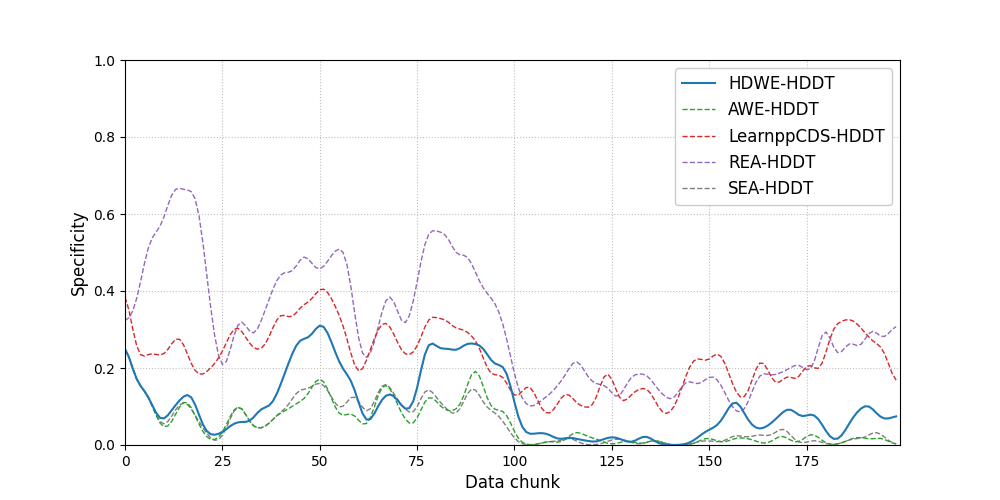 1.0
0.8
0.6
0.4
0.2
0.0
Specificity
0
25
50
75
100
125
150
175
Data chunk
HDWE-HDDT
AWE-HDDT
LearnppCDS-HDDT
REA-HDDT
SEA-HDDT